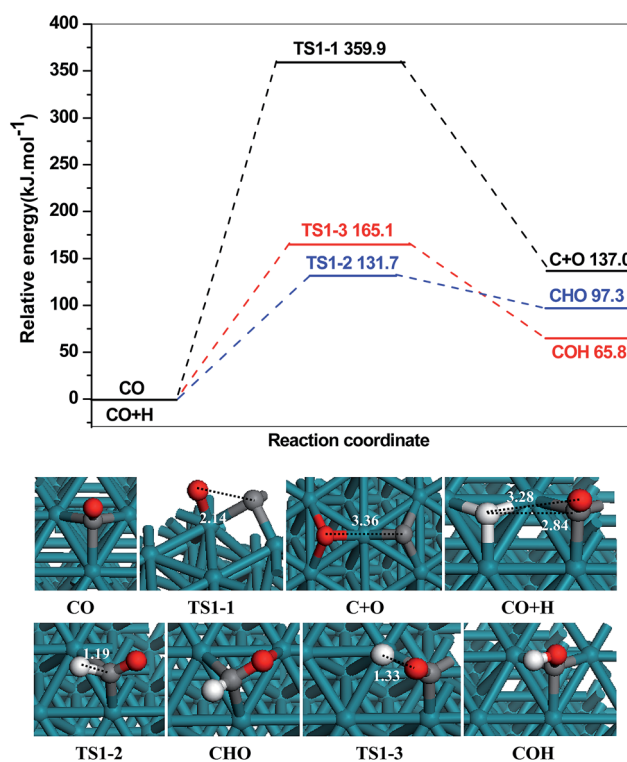 400
350
300
250
200
150
100
50
0
Relative energy(kJ.mol⁻¹)
TS1-1 359.9
TS1-3 165.1
TS1-2 131.7
C+O 137.0
CHO 97.3
COH 65.8
CO
CO+H
Reaction coordinate
2.14
3.36
3.28
2.84
CO TS1-1 C+O CO+H
1.19
1.33
TS1-2 CHO TS1-3 COH